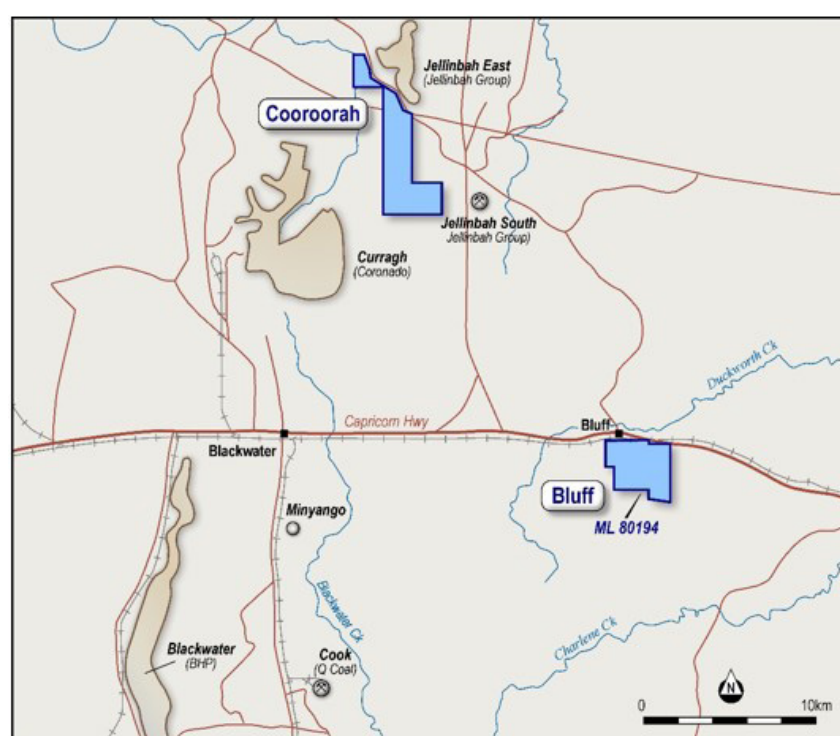 Jellinbah East
(Jellinbah Group)
Cooroorah
Jellinbah South
Jellinbah Group)
Curragh
(Coronado)
Duckworth Ck
Capricorn Hwy
Bluff
Blackwater
Bluff
ML 80194
Minyango
Blackwater Ck
Charlene Ck
Blackwater
(BHP)
Cook
(Q Coal)
N
0 10km